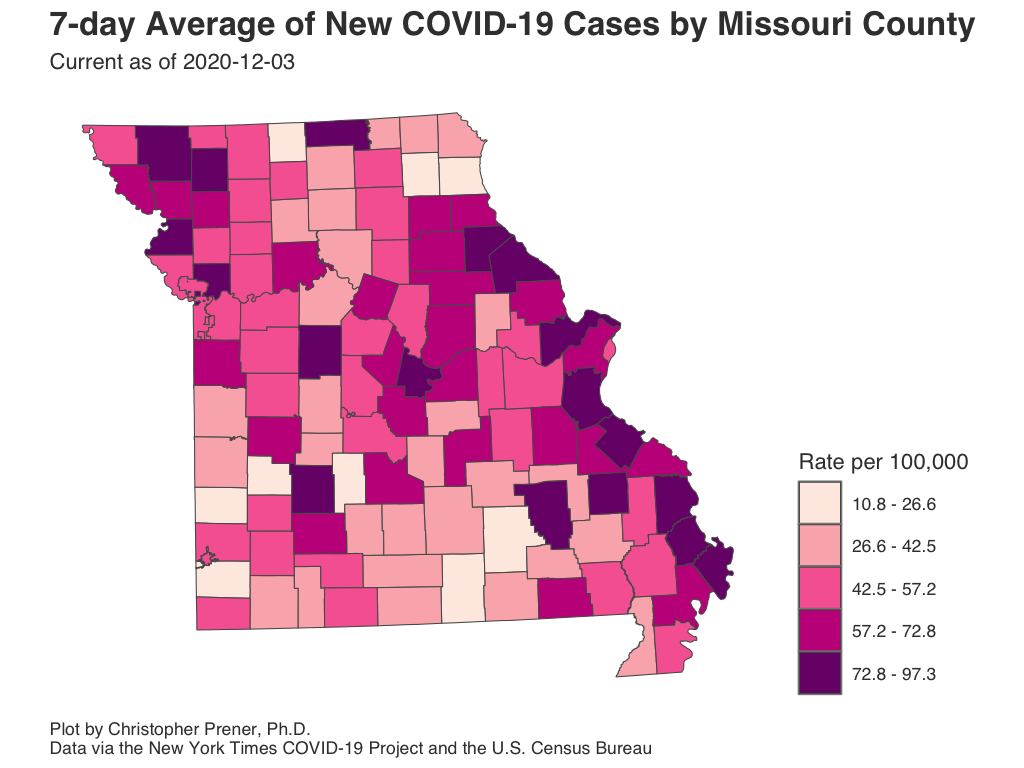 7-day Average of New COVID-19 Cases by Missouri County
Current as of 2020-12-03
Rate per 100,000
10.8 - 26.6
26.6 - 42.5
42.5 - 57.2
57.2 - 72.8
72.8 - 97.3
Plot by Christopher Prener, Ph.D.
Data via the New York Times COVID-19 Project and the U.S. Census Bureau